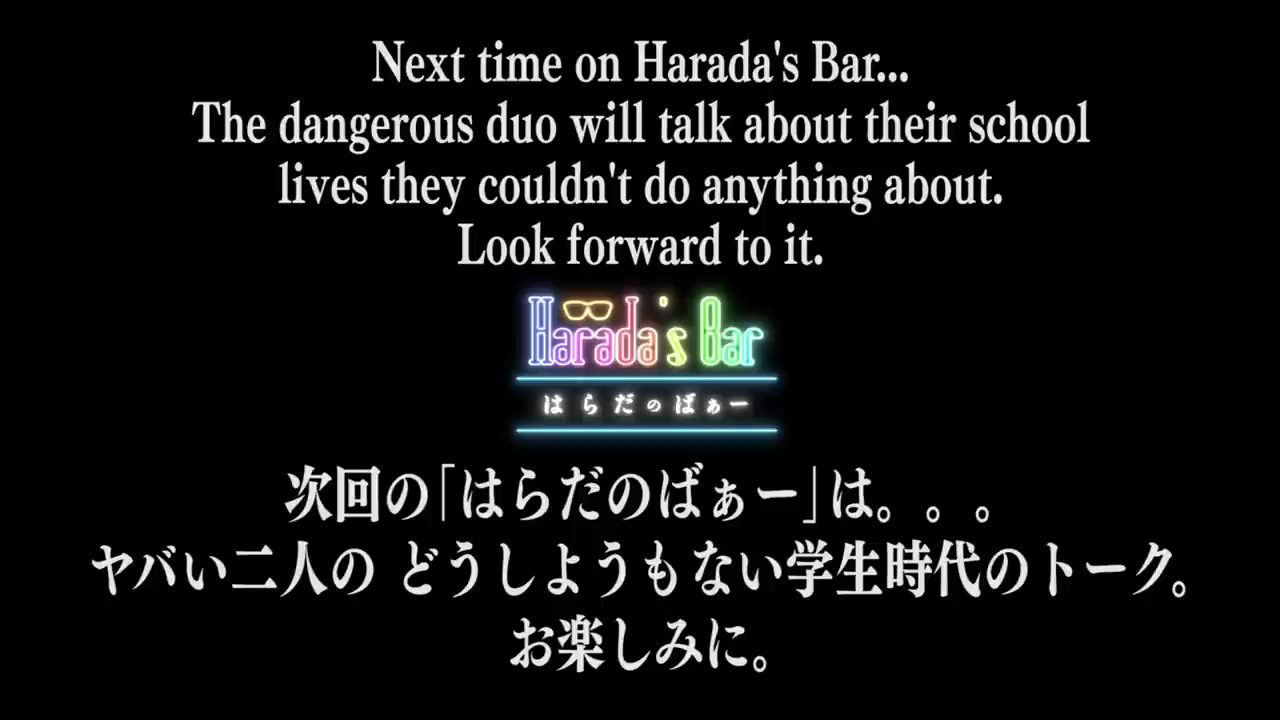 Next time on Harada's Bar...
The dangerous duo will talk about their school
lives they couldn't do anything about.
Look forward to it.
Harada's Bar
はらだのばぁー
次回の「はらだのばぁー」は。。。
ヤバい二人の どうしようもない学生時代のトーク。
お楽しみに。